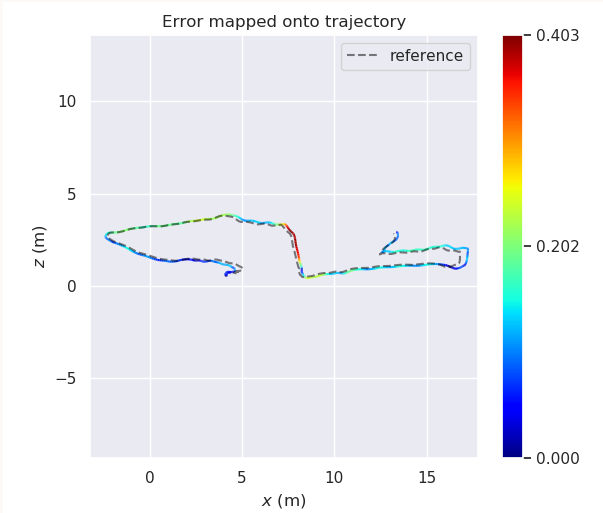 Error mapped onto trajectory
reference
0.403
0.202
0.000
10
5
0
−5
z (m)
0
5
10
15
x (m)